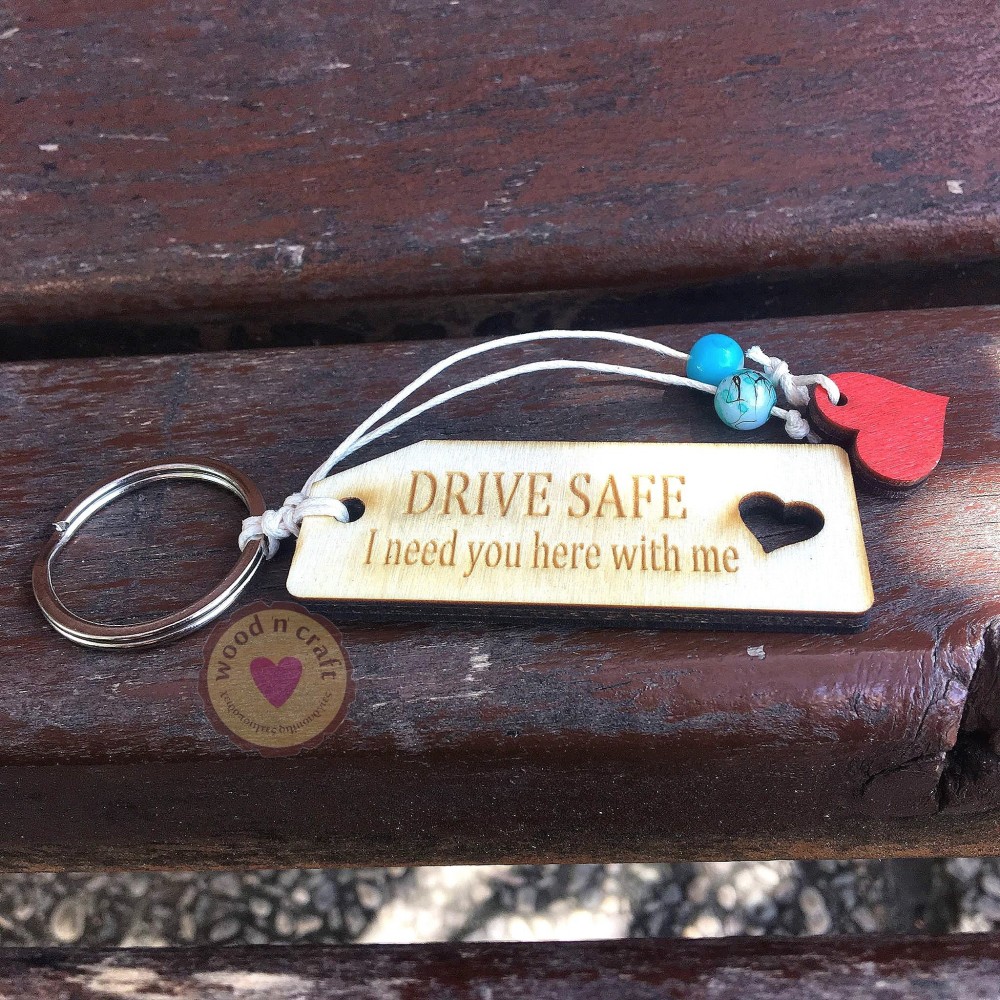 DRIVE SAFE
I need you here with me
wood n craft